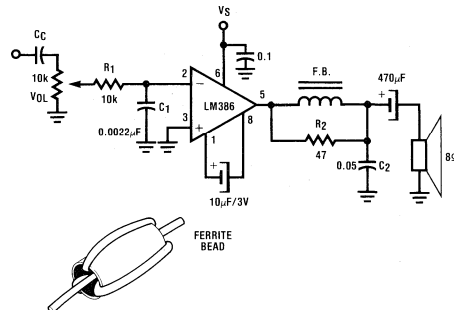 VS
CC
0.1
6
F.B.
470µF
10k
R1
2
−
5
+
VOL
10k
C1
LM386
3
+
8
R2
47
0.0022µF
1
0.05
C2
+
10µF/3V
FERRITE
BEAD